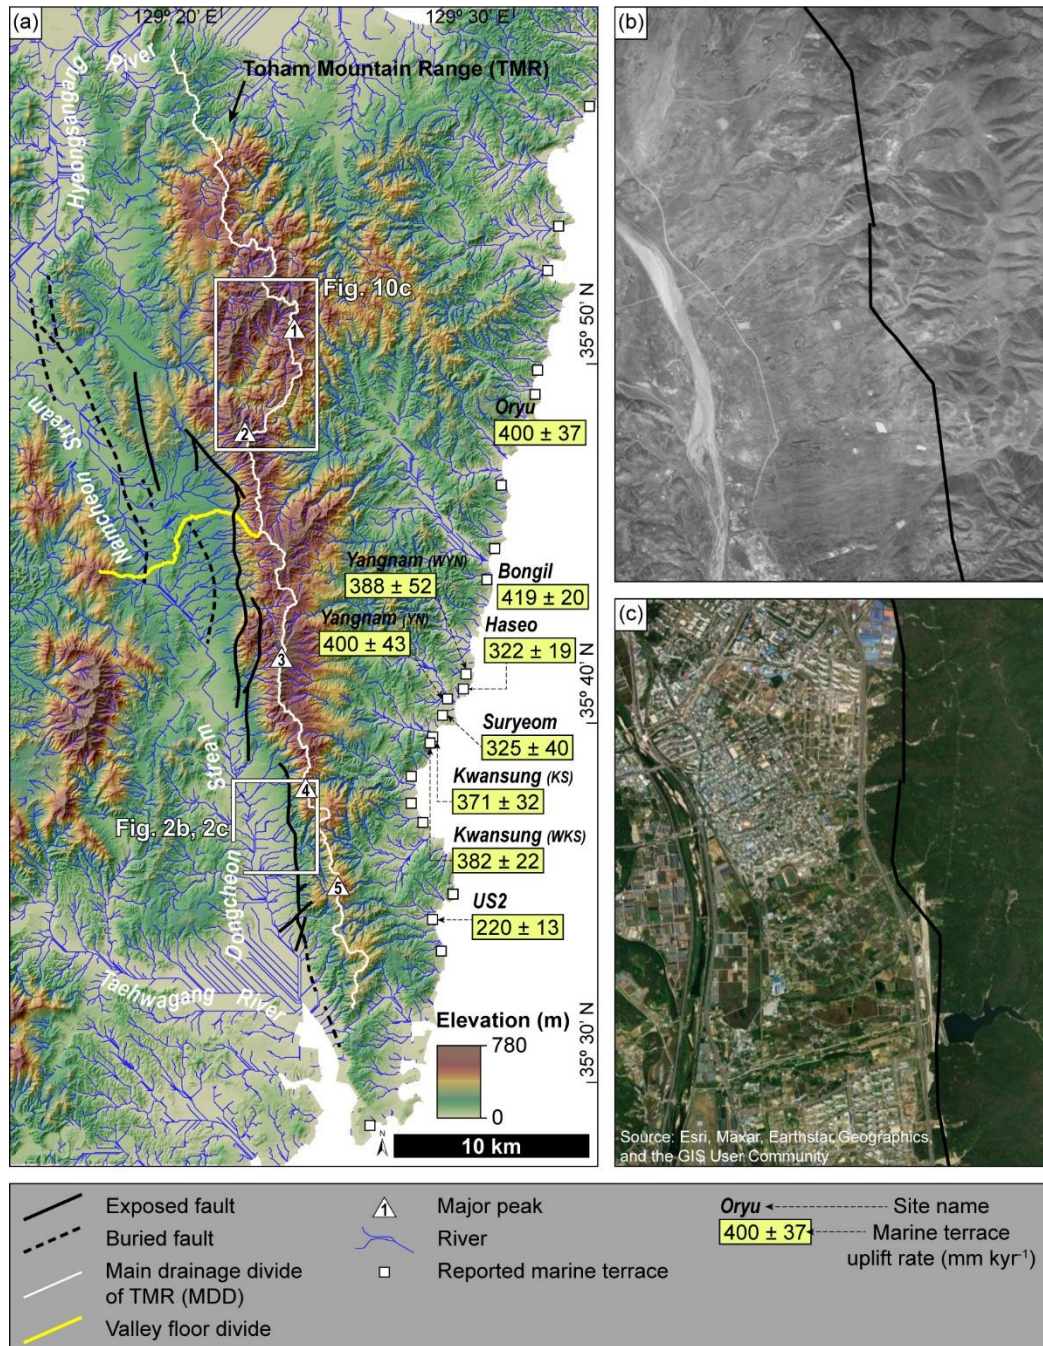 (a)
129° 20' E
129° 30' E
Hyeongsangang River
Toham Mountain Range (TMR)
Fig. 10c
1
35° 50' N
Oryu
400 ± 37
2
Namcheon Stream
Yangnam (WYN)
388 ± 52
Bongil
419 ± 20
Yangnam (YN)
400 ± 43
Haseo
322 ± 19
3
35° 40' N
Suryeom
325 ± 40
Kwansung (KS)
371 ± 32
4
Fig. 2b, 2c
Kwansung (WKS)
382 ± 22
Dongcheon Stream
5
US2
220 ± 13
Taehwagang River
35° 30' N
Elevation (m)
780
0
N
10 km
(b)
(c)
Source: Esri, Maxar, Earthstar Geographics,
and the GIS User Community
Exposed fault
Buried fault
Main drainage divide
of TMR (MDD)
Valley floor divide
1
Major peak
River
Reported marine terrace
Oryu
Site name
400 ± 37
Marine terrace
uplift rate (mm kyr⁻¹)